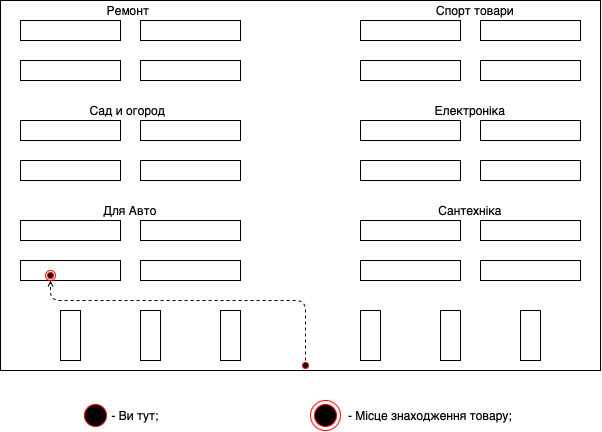 Ремонт
Спорт товари
Сад и огород
Електроніка
Для Авто
Сантехніка
- Ви тут;
- Місце знаходження товару;